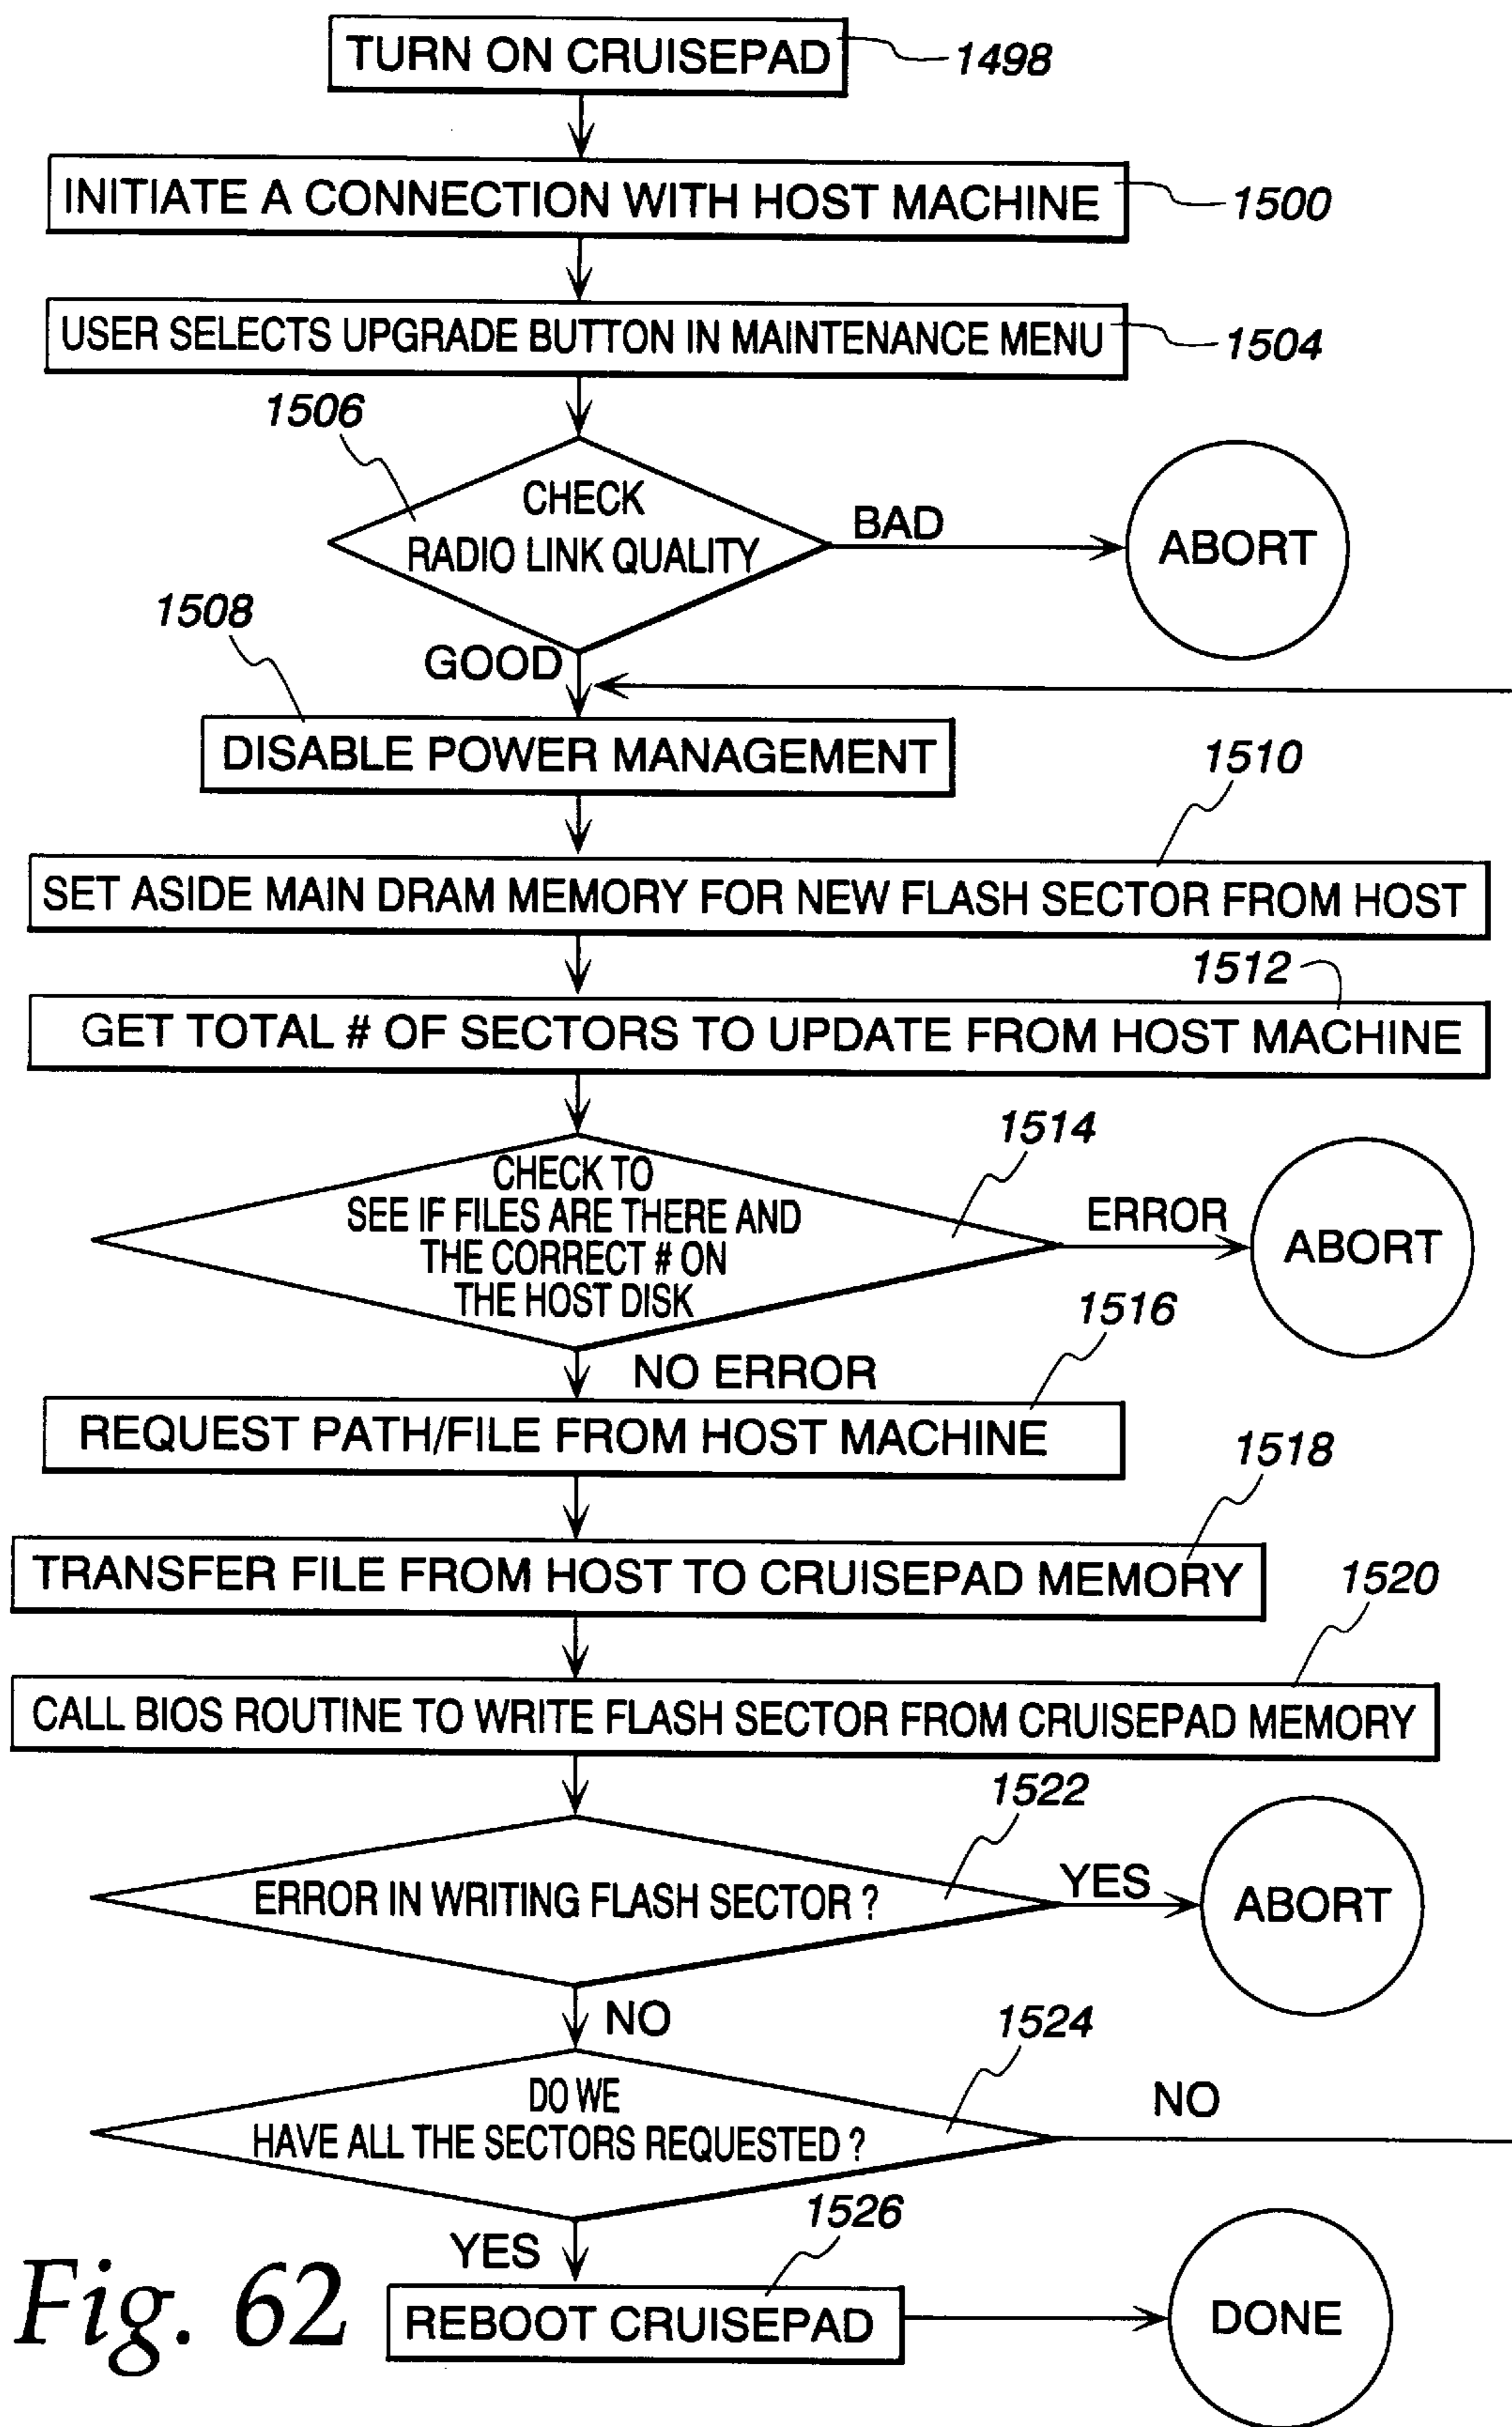 TURN ON CRUISEPAD
1498
INITIATE A CONNECTION WITH HOST MACHINE
1500
USER SELECTS UPGRADE BUTTON IN MAINTENANCE MENU
1504
1506
CHECK
RADIO LINK QUALITY
BAD
ABORT
1508
GOOD
DISABLE POWER MANAGEMENT
1510
SET ASIDE MAIN DRAM MEMORY FOR NEW FLASH SECTOR FROM HOST
1512
GET TOTAL # OF SECTORS TO UPDATE FROM HOST MACHINE
1514
CHECK TO
SEE IF FILES ARE THERE AND
THE CORRECT # ON
THE HOST DISK
ERROR
ABORT
1516
NO ERROR
REQUEST PATH/FILE FROM HOST MACHINE
1518
TRANSFER FILE FROM HOST TO CRUISEPAD MEMORY
1520
CALL BIOS ROUTINE TO WRITE FLASH SECTOR FROM CRUISEPAD MEMORY
1522
ERROR IN WRITING FLASH SECTOR ?
YES
ABORT
NO
1524
DO WE
HAVE ALL THE SECTORS REQUESTED ?
NO
YES
1526
REBOOT CRUISEPAD
DONE
Fig. 62